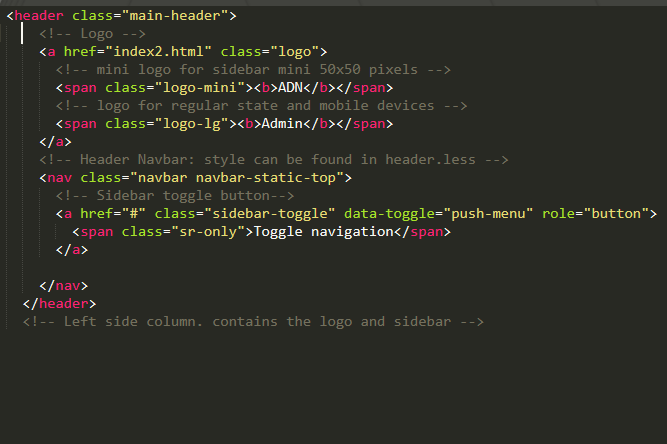 <header class="main-header">
<!-- Logo -->
<a href="index2.html" class="logo">
<!-- mini logo for sidebar mini 50x50 pixels -->
<span class="logo-mini"><b>ADN</b></span>
<!-- logo for regular state and mobile devices -->
<span class="logo-lg"><b>Admin</b></span>
</a>
<!-- Header Navbar: style can be found in header.less -->
<nav class="navbar navbar-static-top">
<!-- Sidebar toggle button-->
<a href="#" class="sidebar-toggle" data-toggle="push-menu" role="button">
<span class="sr-only">Toggle navigation</span>
</a>
</nav>
</header>
<!-- Left side column. contains the logo and sidebar -->